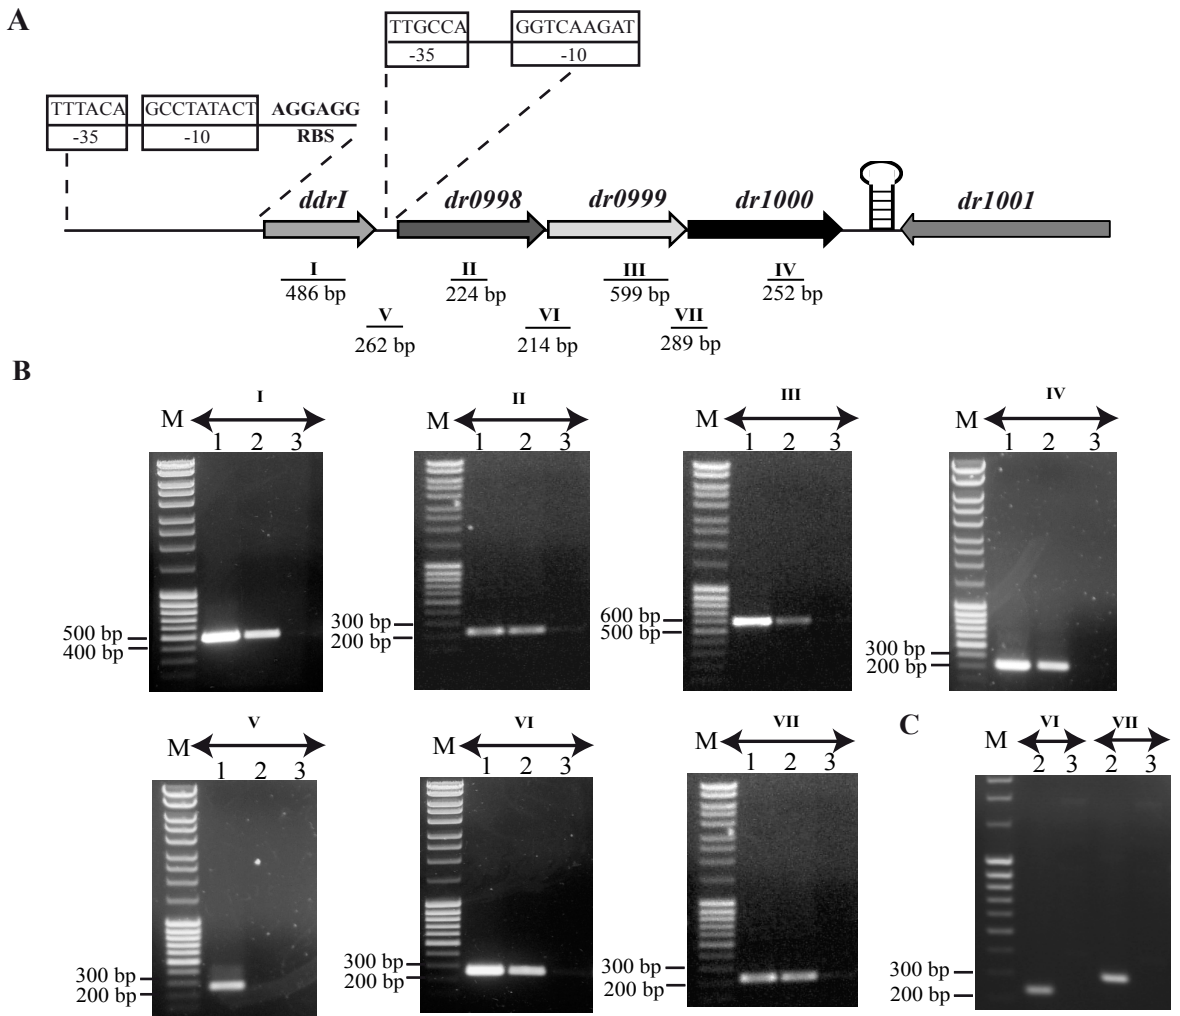 A
TTGCCA GGTCAAGAT
-35 -10
TTTACA GCCTATACT AGGAGG
-35 -10 RBS
ddrI dr0998 dr0999 dr1000 dr1001
I II III IV
486 bp 224 bp 599 bp 252 bp
V VI VII
262 bp 214 bp 289 bp
B
I II III IV
M M M M
1 2 3 1 2 3 1 2 3 1 2 3
500 bp 300 bp 600 bp 300 bp
400 bp 200 bp 500 bp 200 bp
V VI VII C VI VII
M M M M
1 2 3 1 2 3 1 2 3 2 3 2 3
300 bp 300 bp 300 bp 300 bp
200 bp 200 bp 200 bp 200 bp